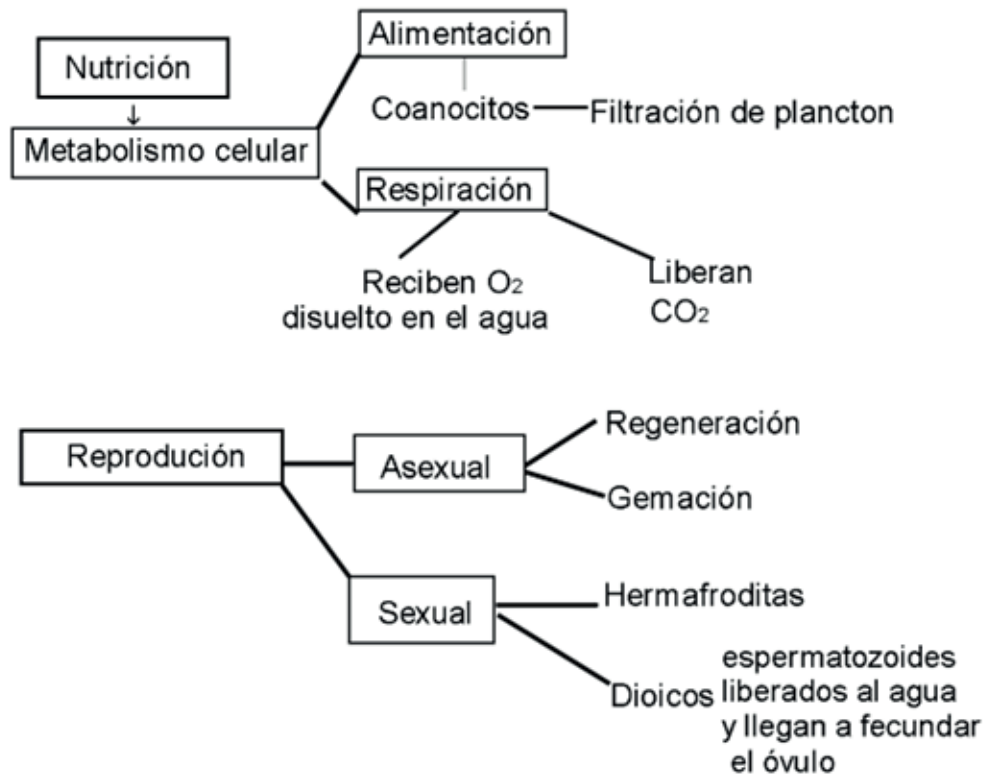 Nutrición
↓
Metabolismo celular
Alimentación
Coanocitos
Filtración de plancton
Respiración
Reciben O₂
disuelto en el agua
Liberan
CO₂
Reprodución
Asexual
Regeneración
Gemación
Sexual
Hermafroditas
Dioicos
espermatozoides
liberados al agua
y llegan a fecundar
el óvulo